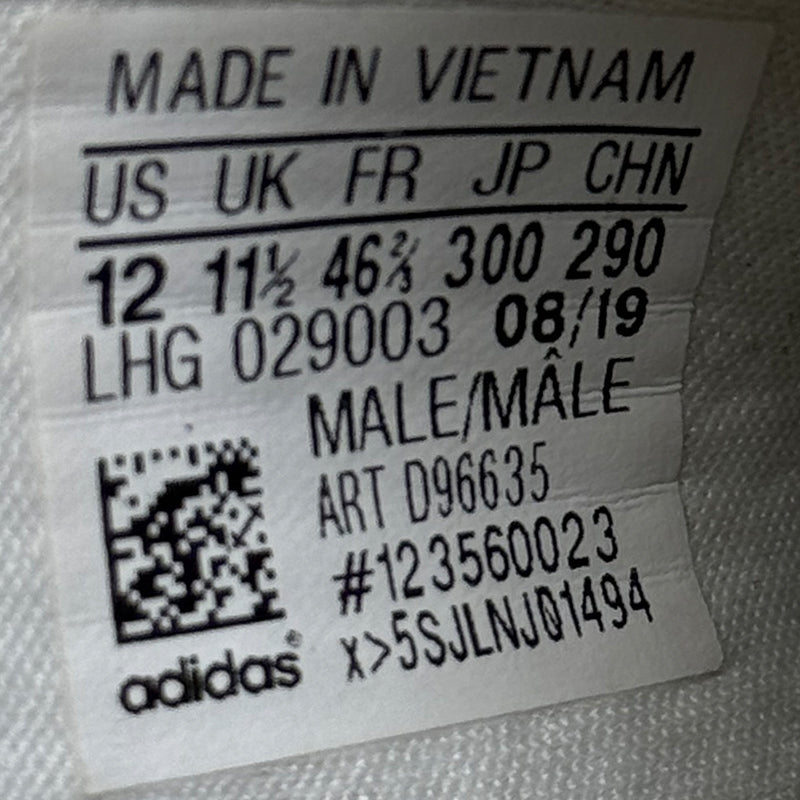 MADE IN VIETNAM
US UK FR JP CHN
12 11½ 46⅔ 300 290
LHG 029003 08/19
MALE/MÂLE
ART D96635
#123560023
x>5SJLNJ01494
adidas®